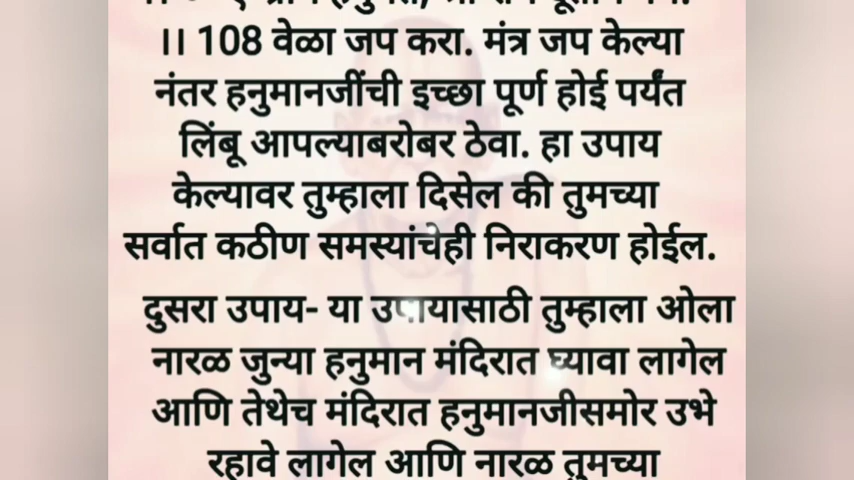 ।। 108 वेळा जप करा. मंत्र जप केल्या
नंतर हनुमानजींची इच्छा पूर्ण होई पर्यंत
लिंबू आपल्याबरोबर ठेवा. हा उपाय
केल्यावर तुम्हाला दिसेल की तुमच्या
सर्वात कठीण समस्यांचेही निराकरण होईल.
दुसरा उपाय- या उपायासाठी तुम्हाला ओला
नारळ जुन्या हनुमान मंदिरात घ्यावा लागेल
आणि तेथेच मंदिरात हनुमानजीसमोर उभे
रहावे लागेल आणि नारळ तुमच्या